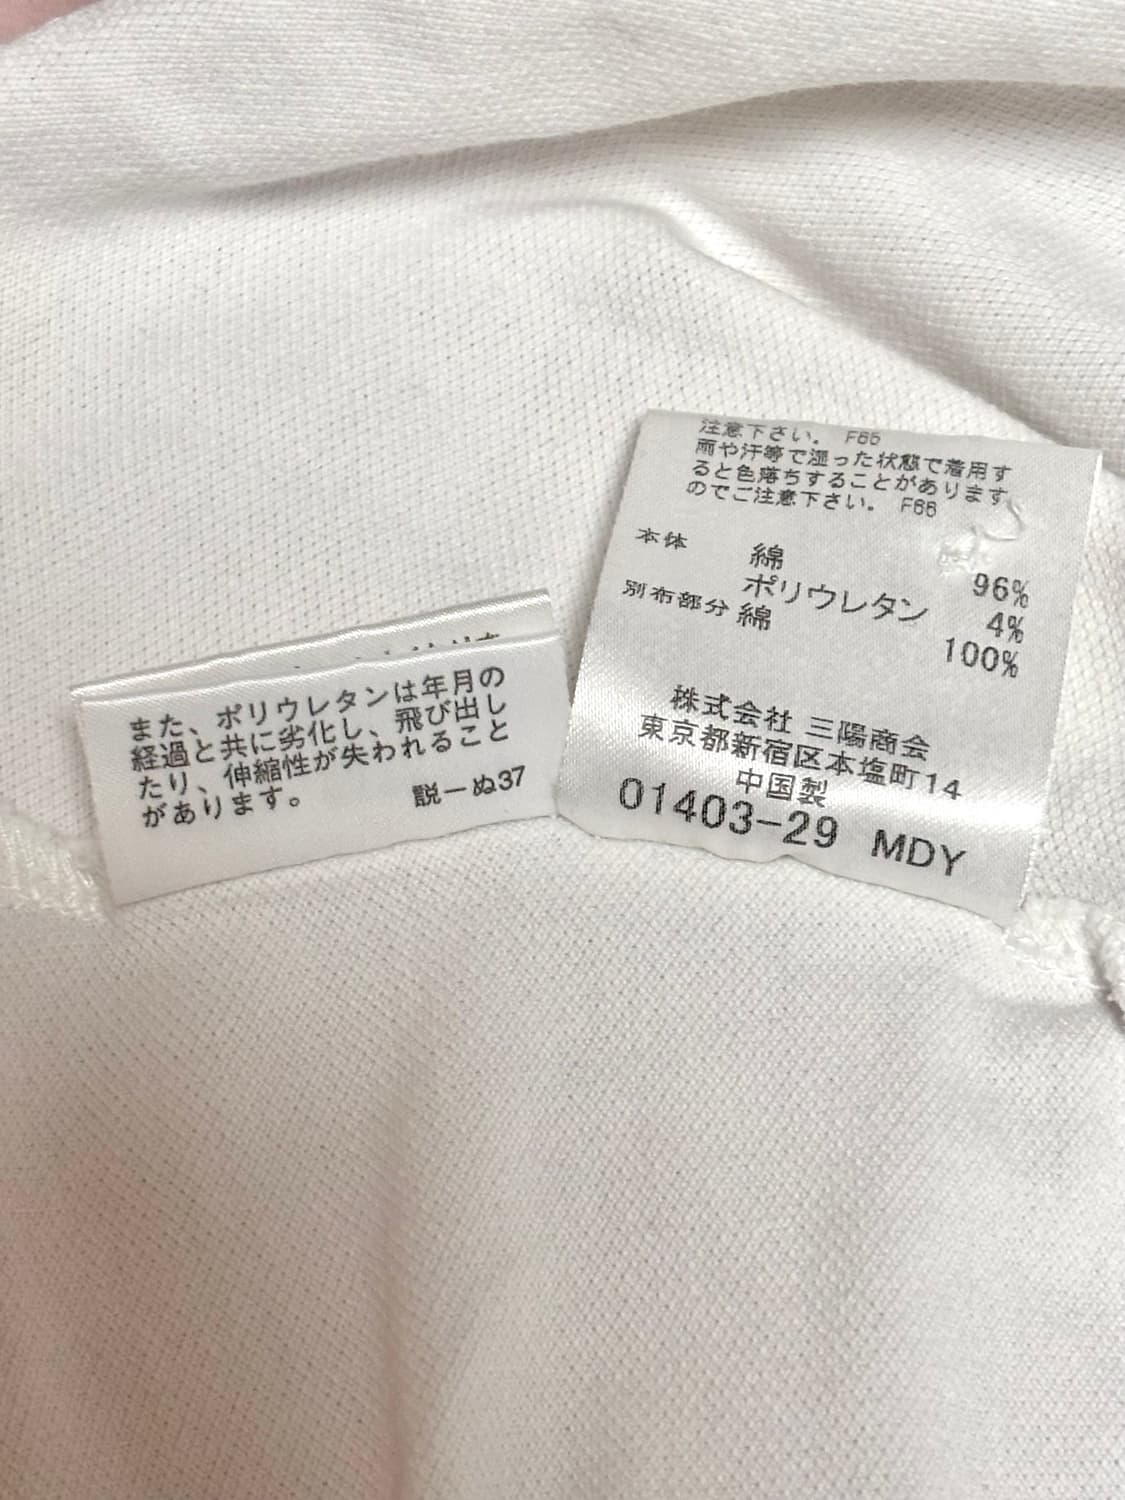 また、ポリウレタンは年月の
経過と共に劣化し、飛び出し
たり、伸縮性が失われること
があります。
説ーぬ37
注意下さい。 F65
雨や汗等で湿った状態で着用す
ると色落ちすることがあります
のでご注意下さい。 F66
本体 綿 96%
ポリウレタン 4%
別布部分 綿 100%
株式会社 三陽商会
東京都新宿区本塩町14
中国製
01403-29 MDY